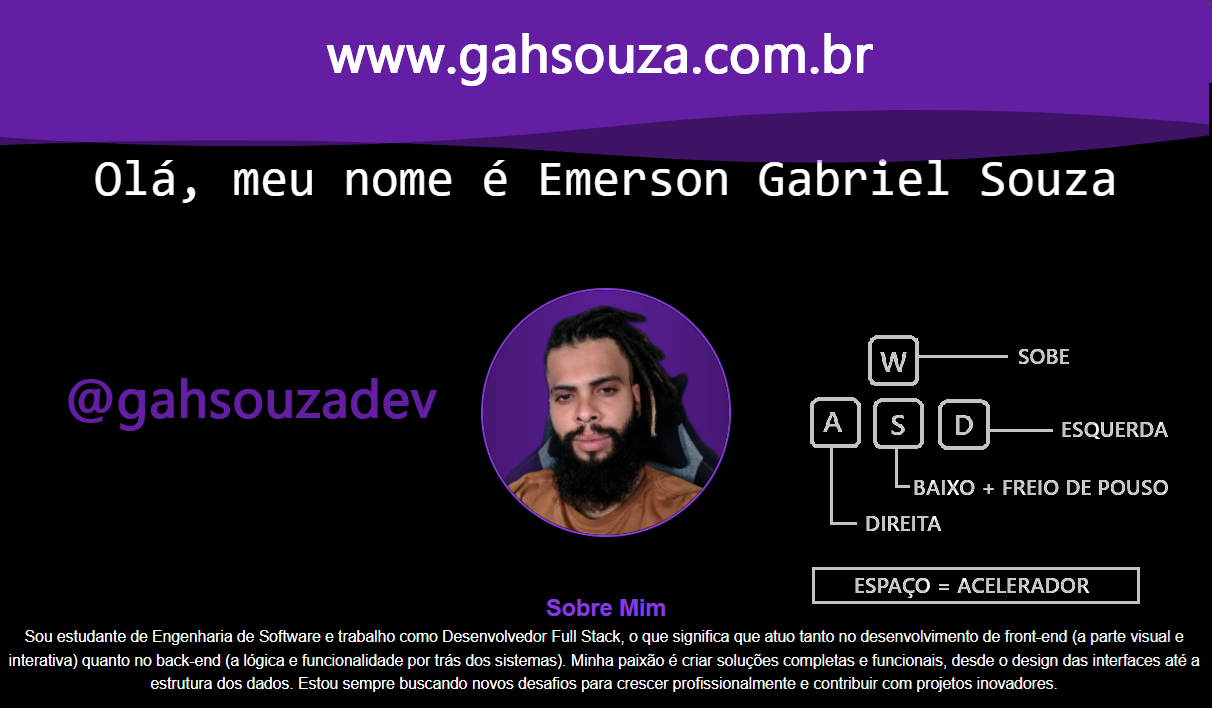 www.gahsouza.com.br
Olá, meu nome é Emerson Gabriel Souza
@gahsouzadev
W
SOBE
A
S
D
ESQUERDA
BAIXO + FREIO DE POUSO
DIREITA
ESPAÇO = ACELERADOR
Sobre Mim
Sou estudante de Engenharia de Software e trabalho como Desenvolvedor Full Stack, o que significa que atuo tanto no desenvolvimento de front-end (a parte visual e
interativa) quanto no back-end (a lógica e funcionalidade por trás dos sistemas). Minha paixão é criar soluções completas e funcionais, desde o design das interfaces até a
estrutura dos dados. Estou sempre buscando novos desafios para crescer profissionalmente e contribuir com projetos inovadores.